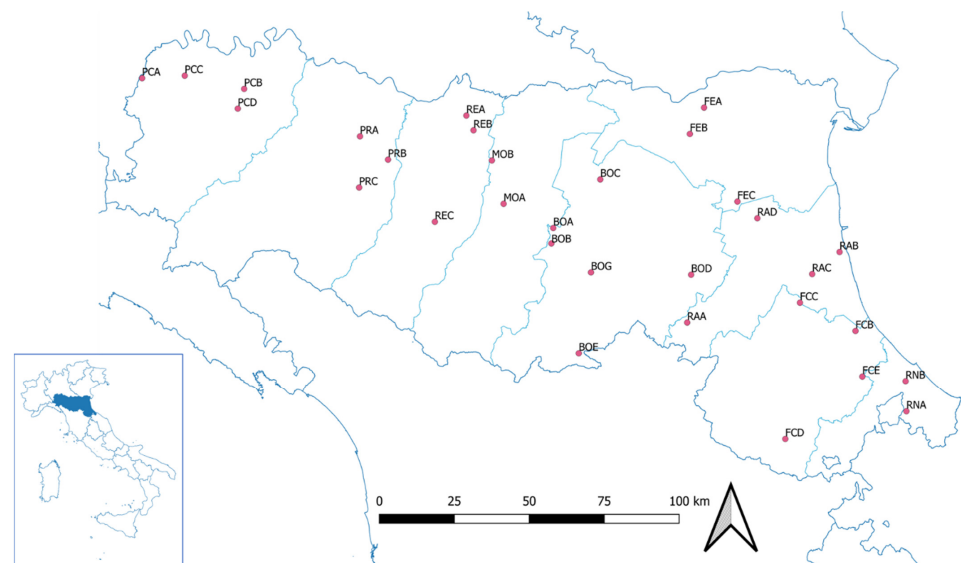 PCA
PCC
PCB
PCD
PRA
PRB
PRC
REA
REB
REC
MOB
MOA
BOC
BOA
BOB
BOG
BOD
BOE
FEA
FEB
FEC
RAD
RAB
RAC
RAA
FCC
FCB
FCE
FCD
RNB
RNA
0 25 50 75 100 km